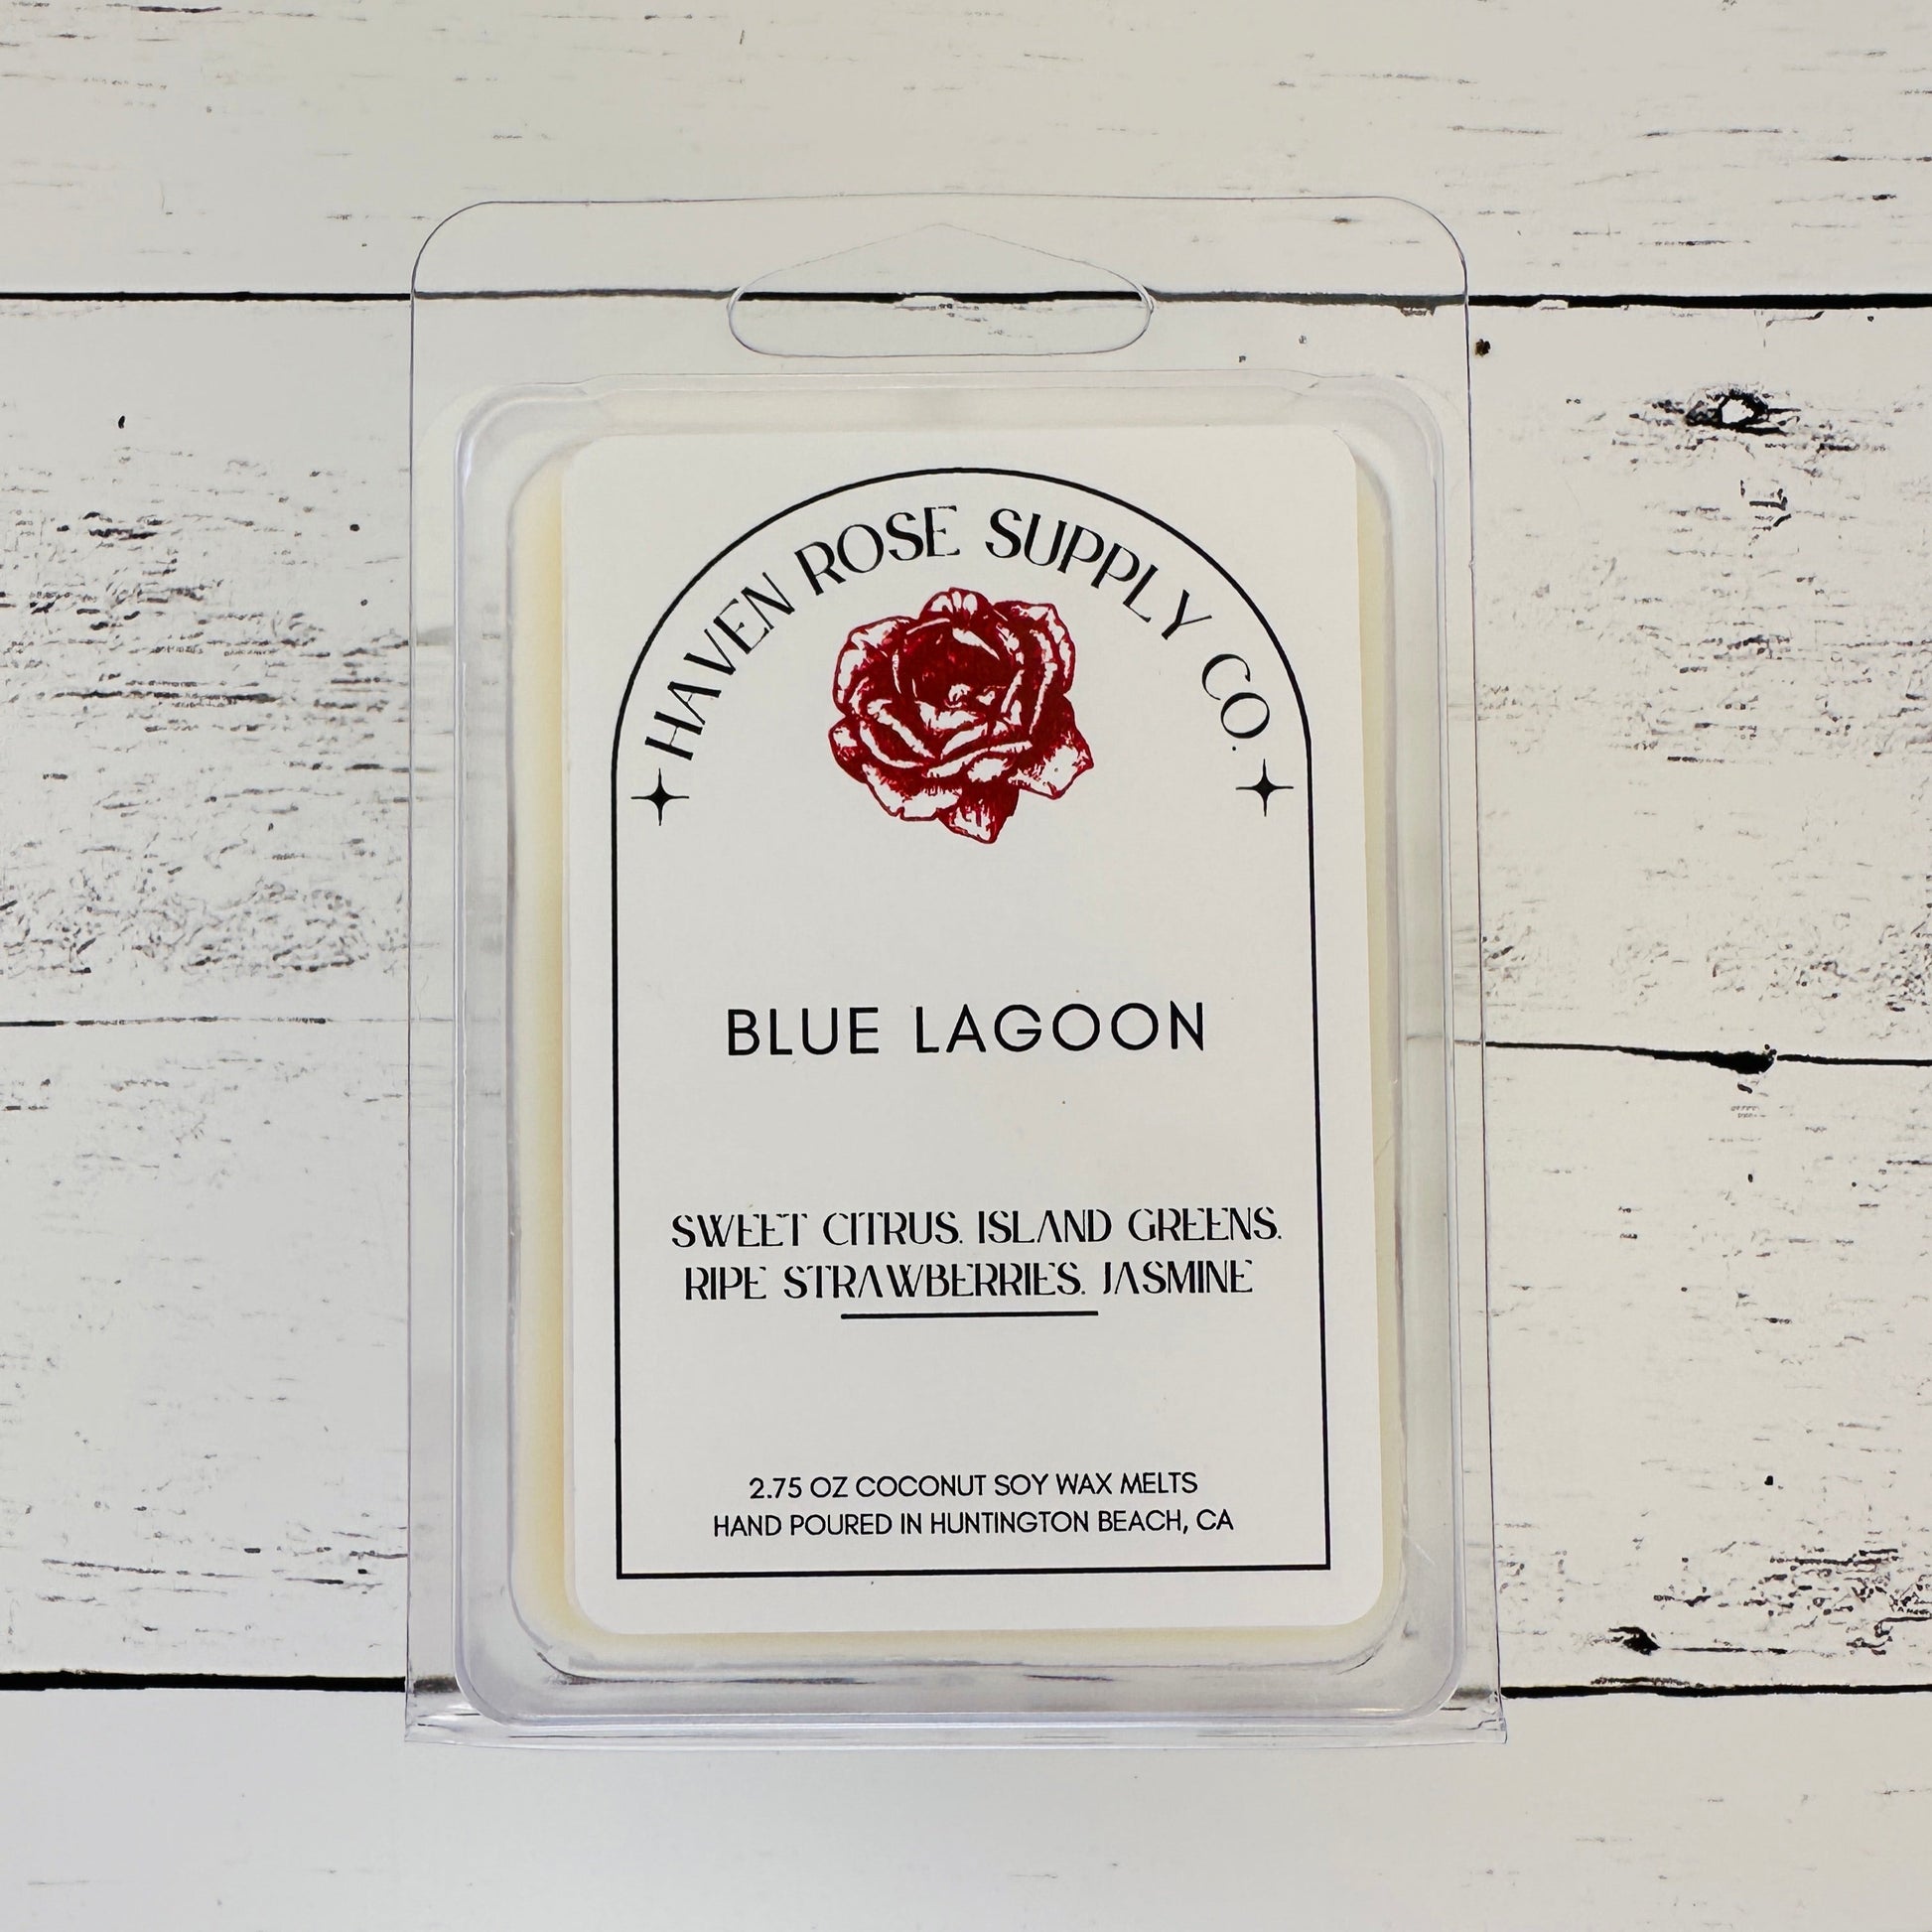 HAVEN ROSE SUPPLY CO.
BLUE LAGOON
SWEET CITRUS, ISLAND GREENS,
RIPE STRAWBERRIES, JASMINE
2.75 OZ COCONUT SOY WAX MELTS
HAND POURED IN HUNTINGTON BEACH, CA